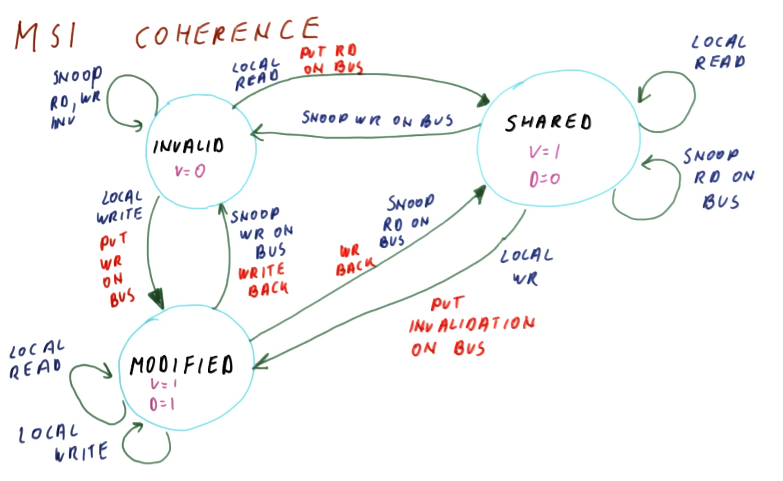 MSI COHERENCE
SNOOP
RD, WR
INV
LOCAL
READ
PUT RD
ON BUS
LOCAL
READ
SNOOP WR ON BUS
INVALID
V=0
SHARED
V=1
D=0
SNOOP
RD ON
BUS
LOCAL
WRITE
PUT
WR
ON
BUS
SNOOP
WR ON
BUS
WRITE
BACK
SNOOP
RD ON
BUS
WR
BACK
LOCAL
WR
PUT
INVALIDATION
ON BUS
MODIFIED
V=1
D=1
LOCAL
READ
LOCAL
WRITE